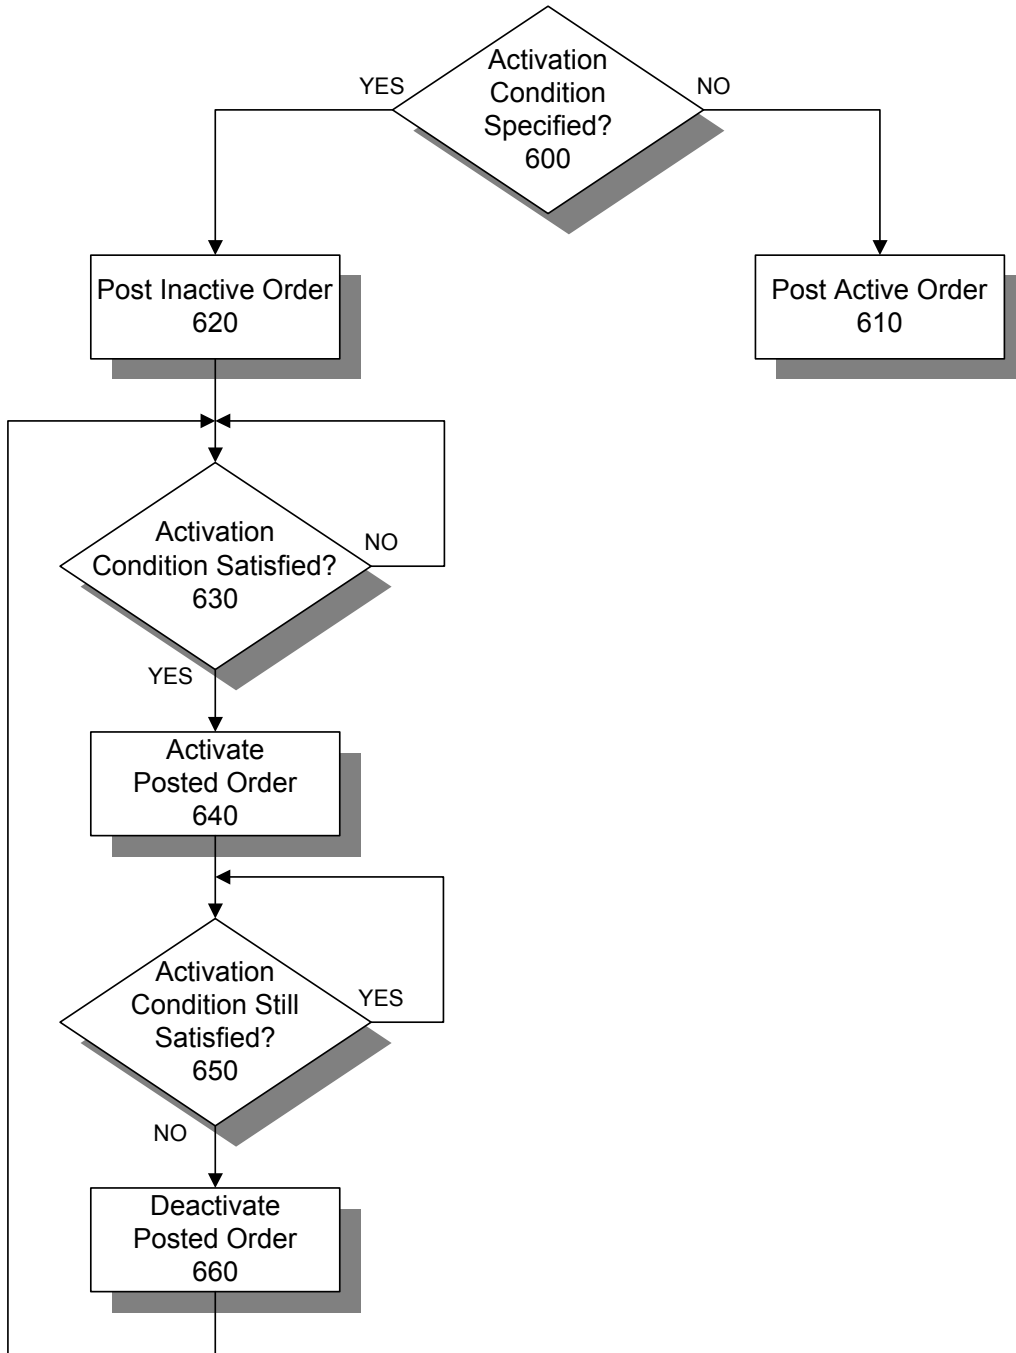 Activation
Condition
Specified?
600
YES
NO
Post Inactive Order
620
Post Active Order
610
Activation
Condition Satisfied?
630
NO
YES
Activate
Posted Order
640
Activation
Condition Still
Satisfied?
650
YES
NO
Deactivate
Posted Order
660